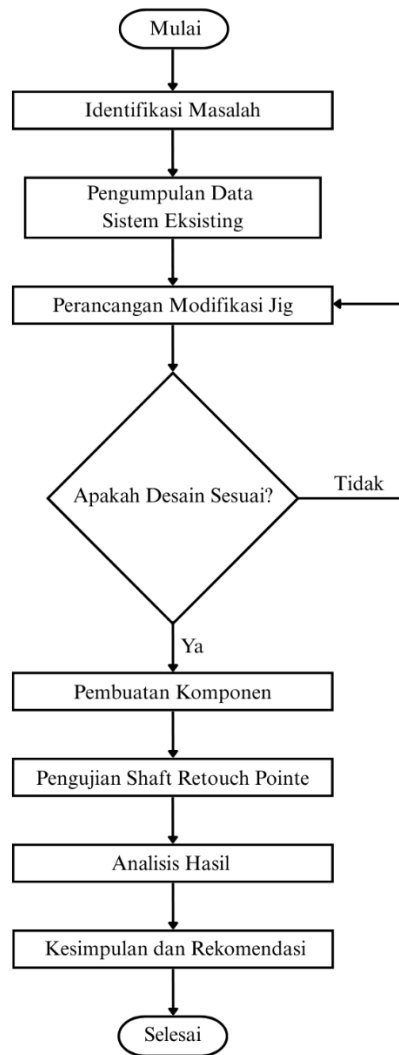 Mulai
Identifikasi Masalah
Pengumpulan Data
Sistem Eksisting
Perancangan Modifikasi Jig
Apakah Desain Sesuai?
Tidak
Ya
Pembuatan Komponen
Pengujian Shaft Retouch Pointe
Analisis Hasil
Kesimpulan dan Rekomendasi
Selesai